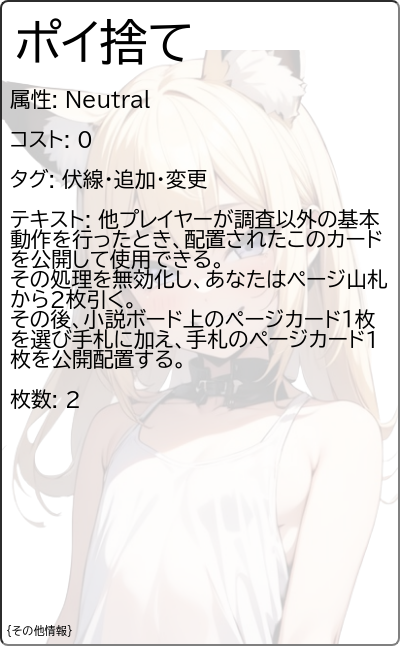 ポイ捨て
属性: Neutral
コスト: 0
タグ: 伏線・追加・変更
テキスト: 他プレイヤーが調査以外の基本
動作を行ったとき、配置されたこのカード
を公開して使用できる。
その処理を無効化し、あなたはページ山札
から2枚引く。
その後、小説ボード上のページカード1枚
を選び手札に加え、手札のページカード1
枚を公開配置する。
枚数: 2
{その他情報}